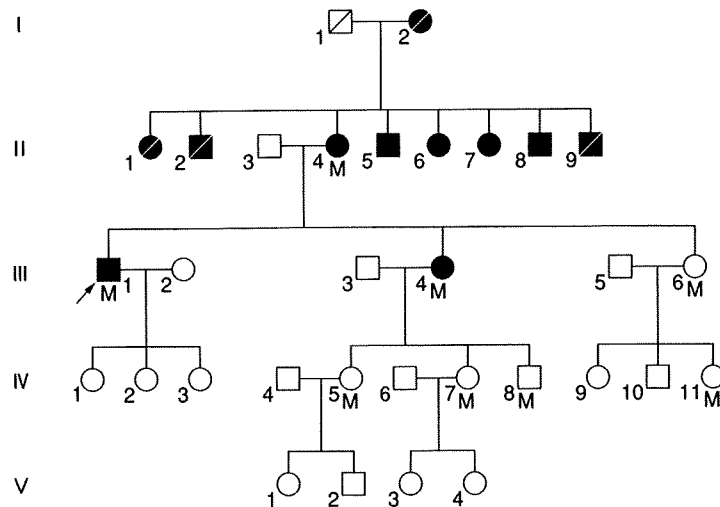 I 1 2
II 1 2 3 4 5 6 7 8 9
M
III 1 2 3 4 5 6
M M M
IV 1 2 3 4 5 6 7 8 9 10 11
M M M M
V 1 2 3 4